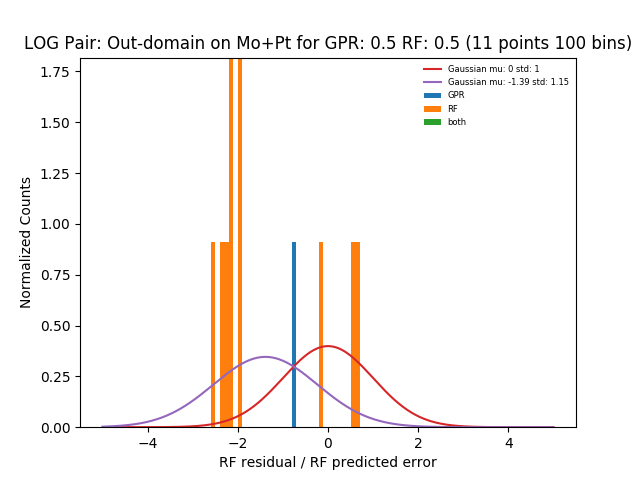 LOG Pair: Out-domain on Mo+Pt for GPR: 0.5 RF: 0.5 (11 points 100 bins)
Gaussian mu: 0 std: 1
Gaussian mu: -1.39 std: 1.15
GPR
RF
both
1.75
1.50
1.25
1.00
0.75
0.50
0.25
0.00
Normalized Counts
−4 −2 0 2 4
RF residual / RF predicted error